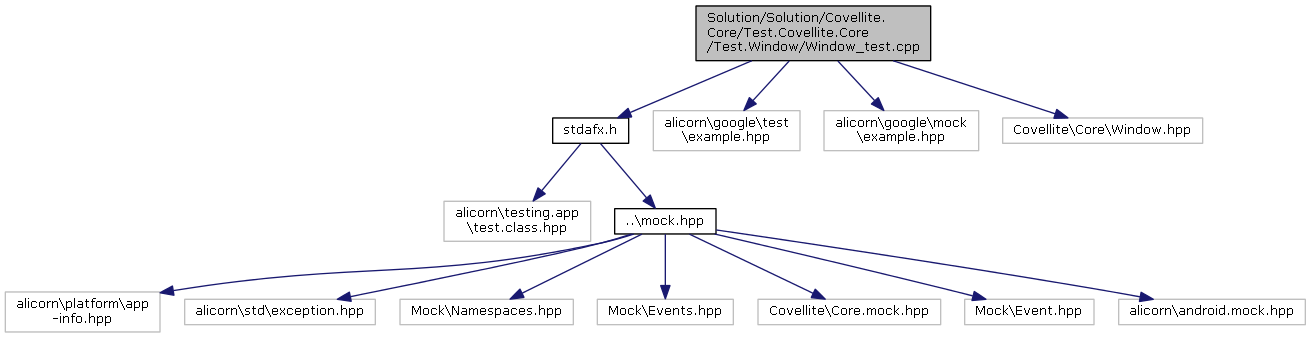 Solution/Solution/Covellite.
Core/Test.Covellite.Core
/Test.Window/Window_test.cpp
stdafx.h
alicorn\google\test
\example.hpp
alicorn\google\mock
\example.hpp
Covellite\Core\Window.hpp
alicorn\testing.app
\test.class.hpp
..\mock.hpp
alicorn\platform\app
-info.hpp
alicorn\std\exception.hpp
Mock\Namespaces.hpp
Mock\Events.hpp
Covellite\Core.mock.hpp
Mock\Event.hpp
alicorn\android.mock.hpp